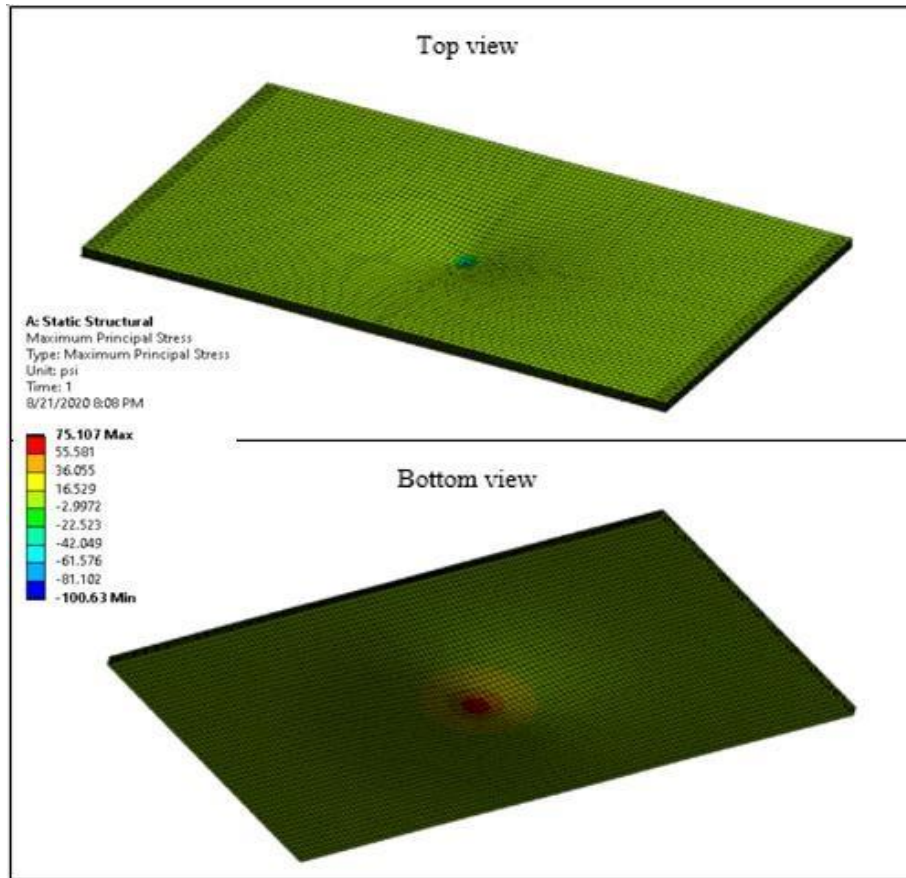 Top view
A: Static Structural
Maximum Principal Stress
Type: Maximum Principal Stress
Unit: psi
Time: 1
8/21/2020 8:08 PM
75.107 Max
55.581
36.055
16.529
-2.9972
-22.523
-42.049
-61.576
-81.102
-100.63 Min
Bottom view